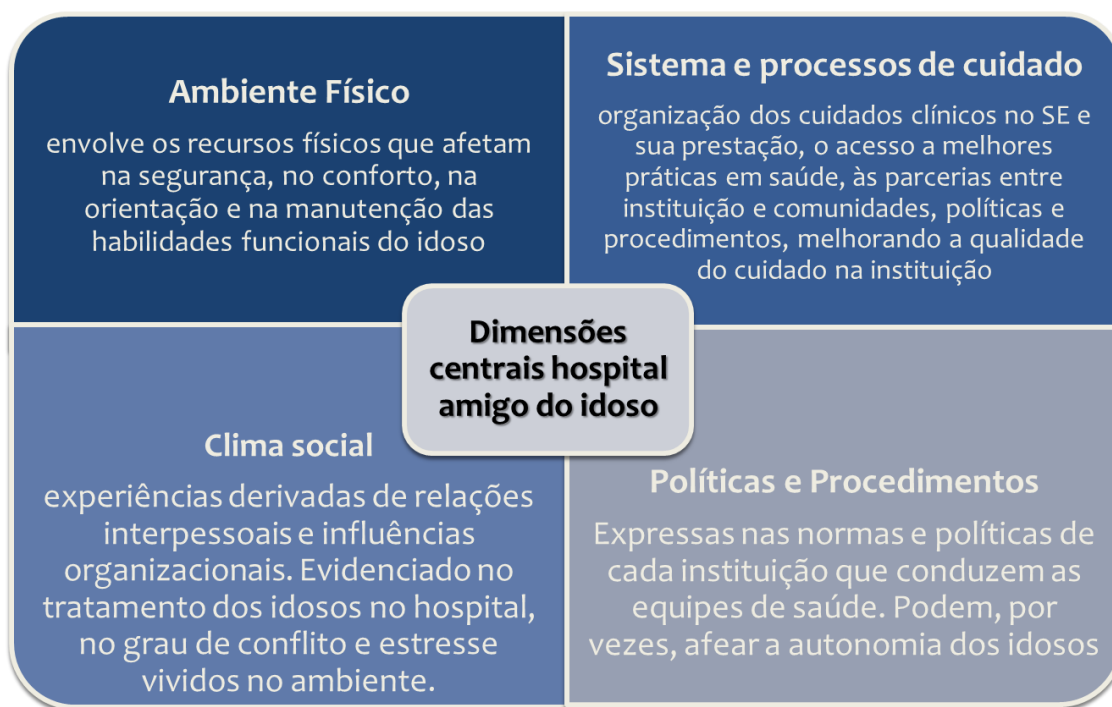 Ambiente Físico
envolve os recursos físicos que afetam
na segurança, no conforto, na
orientação e na manutenção das
habilidades funcionais do idoso
Sistema e processos de cuidado
organização dos cuidados clínicos no SE e
sua prestação, o acesso a melhores
práticas em saúde, às parcerias entre
instituição e comunidades, políticas e
procedimentos, melhorando a qualidade
do cuidado na instituição
Dimensões
centrais hospital
amigo do idoso
Clima social
experiências derivadas de relações
interpessoais e influências
organizacionais. Evidenciado no
tratamento dos idosos no hospital,
no grau de conflito e estresse
vividos no ambiente.
Políticas e Procedimentos
Expressas nas normas e políticas de
cada instituição que conduzem as
equipes de saúde. Podem, por
vezes, afear a autonomia dos idosos